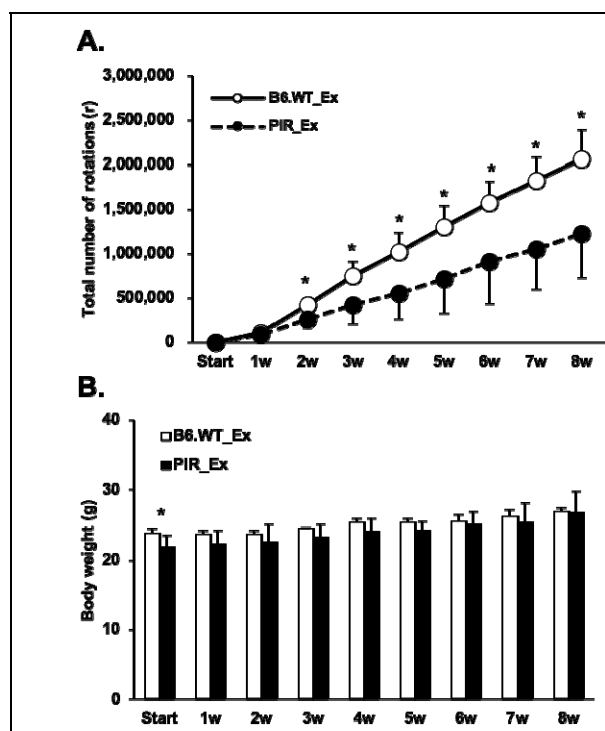 A.
Total number of rotations (r)
3,000,000
2,500,000
2,000,000
1,500,000
1,000,000
500,000
0
B6.WT_Ex
PIR_Ex
* * * * * * *
Start 1w 2w 3w 4w 5w 6w 7w 8w
B.
Body weight (g)
40
30
20
10
0
B6.WT_Ex
PIR_Ex
*
Start 1w 2w 3w 4w 5w 6w 7w 8w